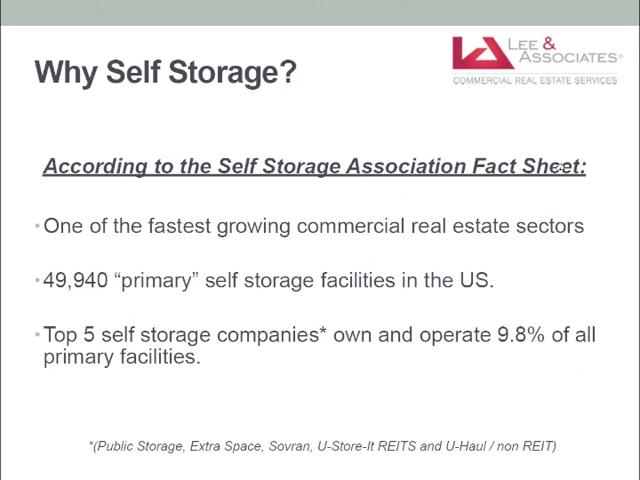 LEE &
ASSOCIATES®
COMMERCIAL REAL ESTATE SERVICES
Why Self Storage?
According to the Self Storage Association Fact Sheet:
•One of the fastest growing commercial real estate sectors
•49,940 “primary” self storage facilities in the US.
•Top 5 self storage companies* own and operate 9.8% of all
primary facilities.
*(Public Storage, Extra Space, Sovran, U-Store-It REITS and U-Haul / non REIT)